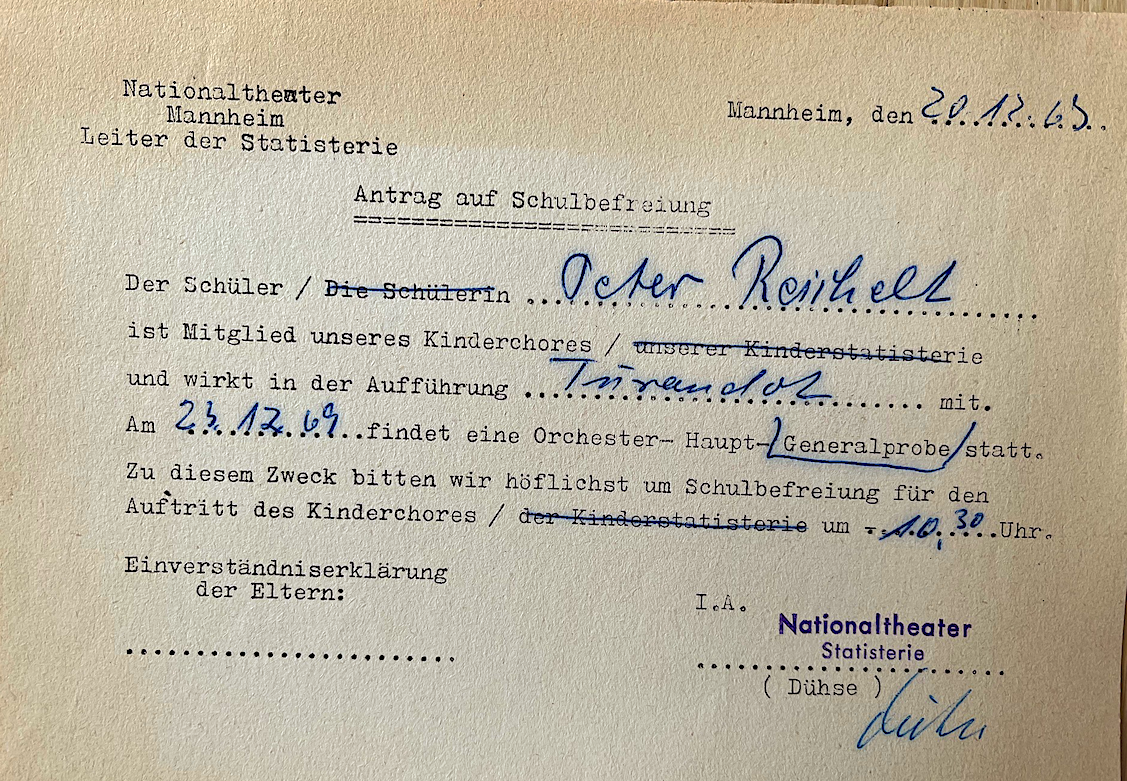 Nationaltheater
Mannheim
Leiter der Statisterie
Mannheim, den 20.12.69.
Antrag auf Schulbefreiung
Der Schüler / Die Schülerin ... Peter Reichelt
ist Mitglied unseres Kinderchores / unserer Kinderstatisterie
und wirkt in der Aufführung ... Turandot ... mit.
Am 23.12.69. findet eine Orchester- Haupt-/Generalprobe/statt.
Zu diesem Zweck bitten wir höflichst um Schulbefreiung für den
Auftritt des Kinderchores / der Kinderstatisterie um 10,30 Uhr.
Einverständniserklärung
der Eltern:
I.A.
Nationaltheater
Statisterie
( Dühse )